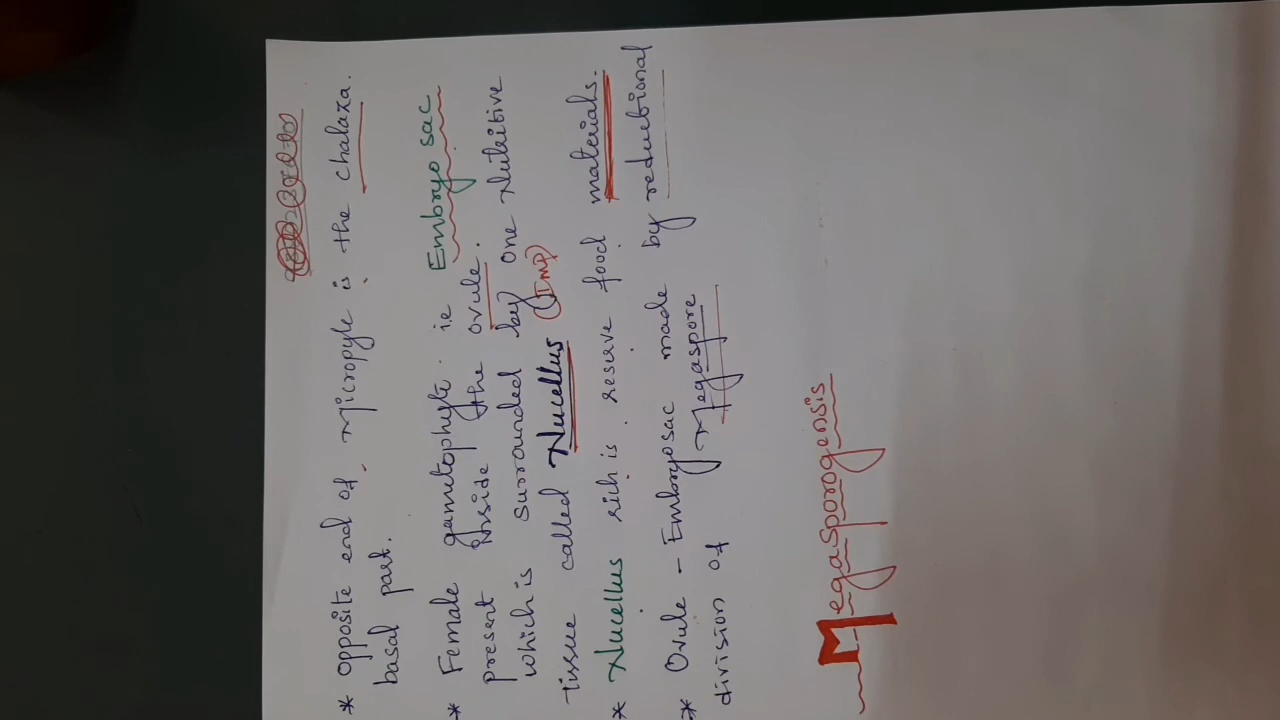 * opposite end of micropyle is the chalaza.
basal part.
* Female gametophyte ie Embryo sac
present inside the ovule.
which is surrounded by one Nutritive
tissue called Nucellus (Imp)
* Nucellus rich is reserve food materials.
* Ovule - Embryosac made by reductional
division of Megaspore
Megasporogensis